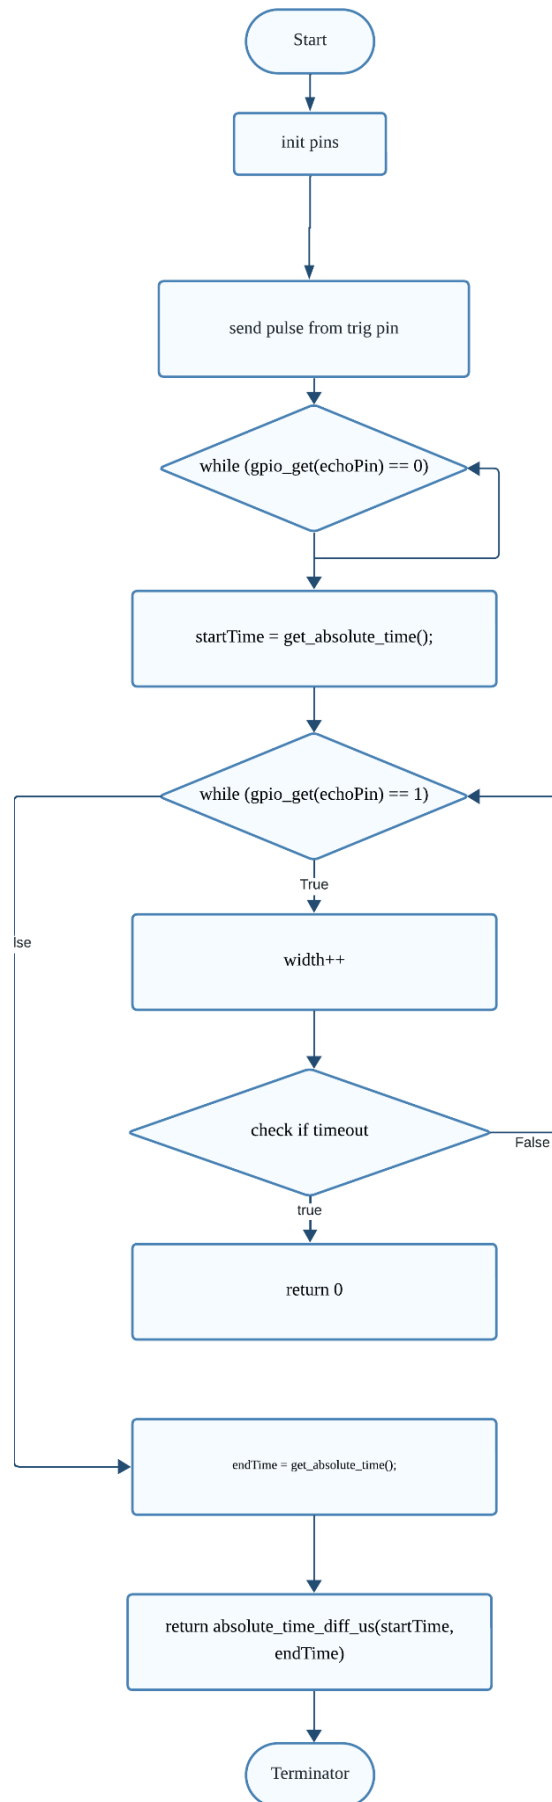 Start
init pins
send pulse from trig pin
while (gpio_get(echoPin) == 0)
startTime = get_absolute_time();
while (gpio_get(echoPin) == 1)
True
lse
width++
check if timeout
False
true
return 0
endTime = get_absolute_time();
return absolute_time_diff_us(startTime,
endTime)
Terminator